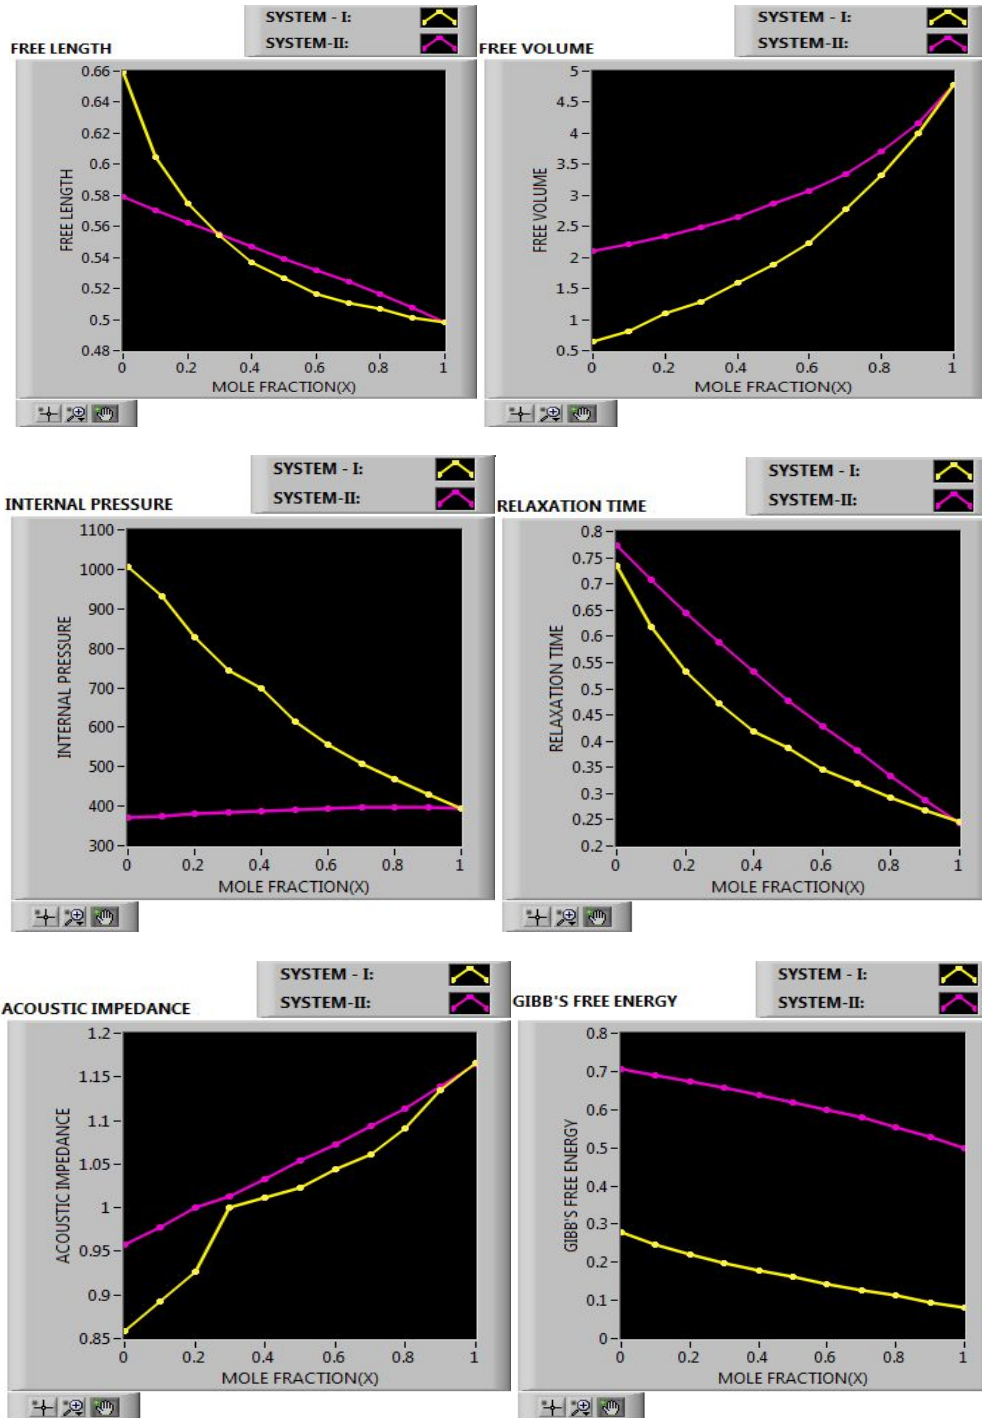 SYSTEM - I:
SYSTEM-II:
FREE LENGTH
FREE LENGTH
0.66
0.64
0.62
0.6
0.58
0.56
0.54
0.52
0.5
0.48
0 0.2 0.4 0.6 0.8 1
MOLE FRACTION(X)
SYSTEM - I:
SYSTEM-II:
FREE VOLUME
FREE VOLUME
5
4.5
4
3.5
3
2.5
2
1.5
1
0.5
0 0.2 0.4 0.6 0.8 1
MOLE FRACTION(X)
SYSTEM - I:
SYSTEM-II:
INTERNAL PRESSURE
INTERNAL PRESSURE
1100
1000
900
800
700
600
500
400
300
0 0.2 0.4 0.6 0.8 1
MOLE FRACTION(X)
SYSTEM - I:
SYSTEM-II:
RELAXATION TIME
RELAXATION TIME
0.8
0.75
0.7
0.65
0.6
0.55
0.5
0.45
0.4
0.35
0.3
0.25
0.2
0 0.2 0.4 0.6 0.8 1
MOLE FRACTION(X)
SYSTEM - I:
SYSTEM-II:
ACOUSTIC IMPEDANCE
ACOUSTIC IMPEDANCE
1.2
1.15
1.1
1.05
1
0.95
0.9
0.85
0 0.2 0.4 0.6 0.8 1
MOLE FRACTION(X)
SYSTEM - I:
SYSTEM-II:
GIBB'S FREE ENERGY
GIBB'S FREE ENERGY
0.8
0.7
0.6
0.5
0.4
0.3
0.2
0.1
0
0 0.2 0.4 0.6 0.8 1
MOLE FRACTION(X)